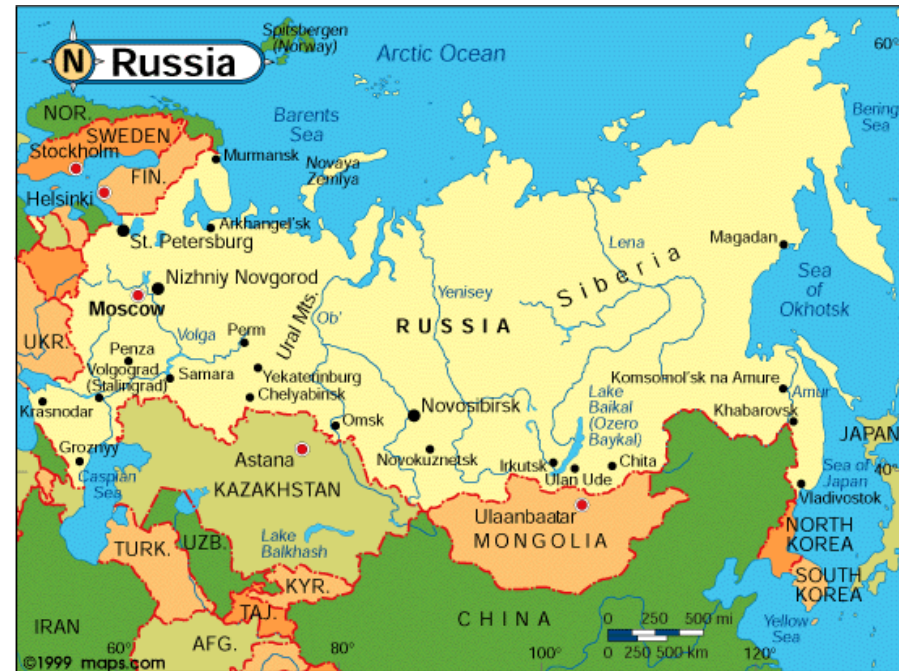 Spitsbergen
(Norway)
Arctic Ocean
60°
N
Russia
NOR.
Barents
Sea
Bering
Sea
SWEDEN
Stockholm
Murmansk
Novaya
Zemlya
FIN.
Helsinki
Arkhangel'sk
St. Petersburg
Lena
Magadan
Siberia
Sea
of
Okhotsk
Nizhniy Novgorod
Moscow
Yenisey
Ural Mts.
Ob'
RUSSIA
Volga
Perm
UKR.
Penza
Volgograd
(Stalingrad)
Samara
Yekaterinburg
Chelyabinsk
Komsomol'sk na Amure
Amur
Krasnodar
Omsk
Novosibirsk
Lake
Baikal
(Ozero
Baykal)
Khabarovsk
JAPAN
Groznyy
Astana
Novokuznetsk
Irkutsk
Ulan Ude
Chita
40°
Caspian
Sea
KAZAKHSTAN
Sea of
Japan
Vladivostok
Ulaanbaatar
MONGOLIA
Lake
Balkhash
TURK.
UZB.
NORTH
KOREA
KYR.
SOUTH
KOREA
TAJ.
CHINA
0 250 500 mi
0 250 500 km
Yellow
Sea
IRAN
AFG.
60°
80°
100°
120°
©1999 maps.com